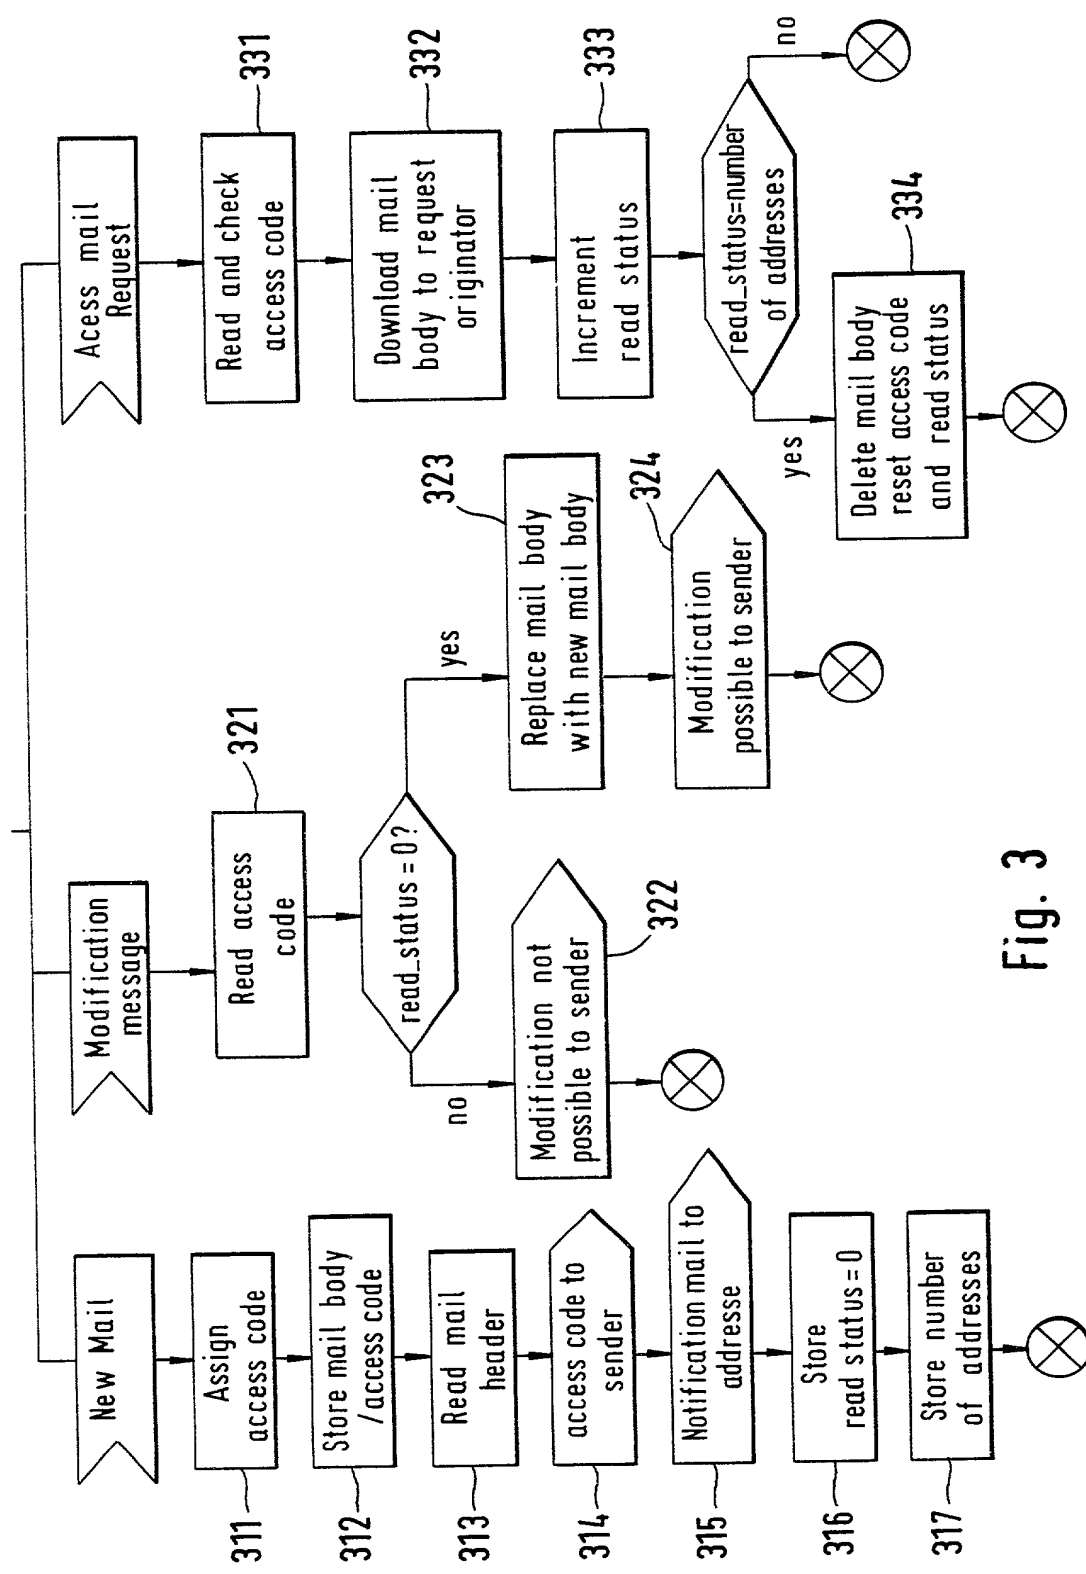 New Mail
311
Assign
access code
312
Store mail body
/access code
313
Read mail
header
314
access code to
sender
315
Notification mail to
addresse
316
Store
read status = 0
317
Store number
of addresses
Modification
message
321
Read access
code
read_status = 0?
no
yes
Modification not
possible to sender
322
323
Replace mail body
with new mail body
324
Modification
possible to sender
Acess mail
Request
331
Read and check
access code
332
Download mail
body to request
originator
333
Increment
read status
read_status=number
of addresses
no
yes
334
Delete mail body
reset access code
and read status
Fig. 3